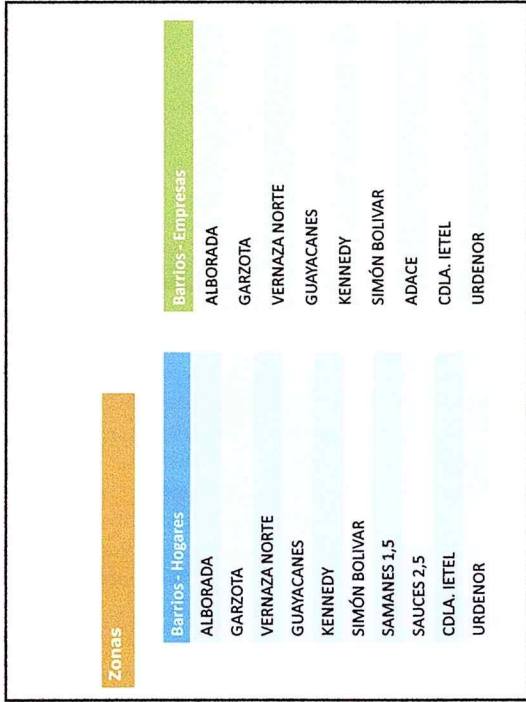 Zonas
Barrios - Hogares
ALBORADA
GARZOTA
VERNAZA NORTE
GUAYACANES
KENNEDY
SIMÓN BOLIVAR
SAMANES 1,5
SAUCES 2,5
CDLA. IETEL
URDENOR
Barrios - Empresas
ALBORADA
GARZOTA
VERNAZA NORTE
GUAYACANES
KENNEDY
SIMÓN BOLIVAR
ADACE
CDLA. IETEL
URDENOR